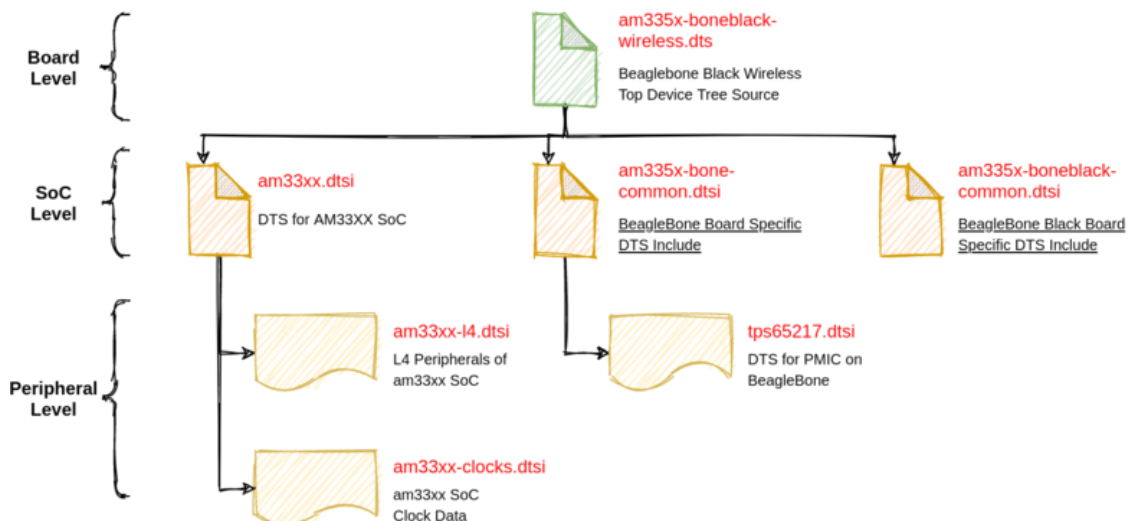 Board
Level
am335x-boneblack-
wireless.dts
Beaglebone Black Wireless
Top Device Tree Source
SoC
Level
am33xx.dtsi
DTS for AM33XX SoC
am335x-bone-
common.dtsi
BeagleBone Board Specific
DTS Include
am335x-boneblack-
common.dtsi
BeagleBone Black Board
Specific DTS Include
Peripheral
Level
am33xx-l4.dtsi
L4 Peripherals of
am33xx SoC
tps65217.dtsi
DTS for PMIC on
BeagleBone
am33xx-clocks.dtsi
am33xx SoC
Clock Data